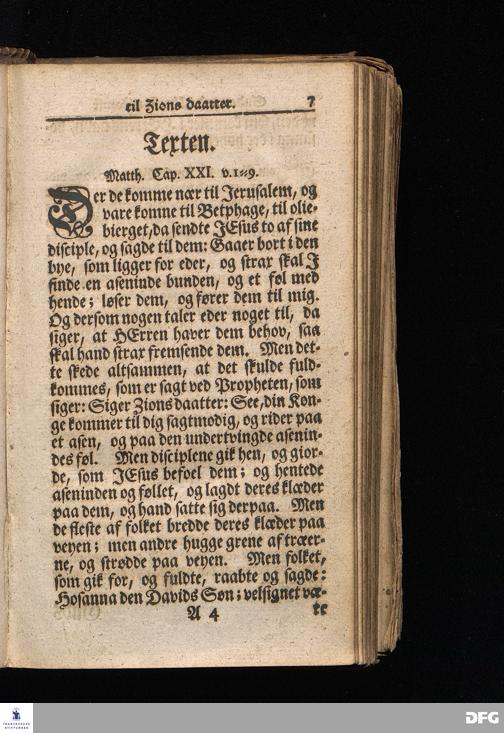 til Zions daatter. 7
Texten.
Matth. Cap. XXI. v. 1⸗9.
Der de komme nær til Jerusalem, og
vare komne til Betphage, til olie⸗
bierget, da sendte JEsus to af sine
disciple, og sagde til dem: Gaaer bort i den
bye, som ligger for eder, og strax skal J
finde en aseninde bunden, og et føl med
hende; løser dem, og fører dem til mig.
Og dersom nogen taler eder noget til, da
siger, at HErren haver dem behov, saa
skal hand strax fremsende dem. Men det⸗
te skede altsammen, at det skulde fuld⸗
kommes, som er sagt ved Propheten, som
siger: Siger Zions daatter: See, din Kon⸗
ge kommer til dig sagtmodig, og rider paa
et asen, og paa den undertvingde asenin⸗
des føl. Men disciplene gik hen, og gior⸗
de, som JEsus befoel dem; og hentede
aseninden og føllet, og lagdt deres klæder
paa dem, og hand satte sig derpaa. Men
de fleste af folket bredde deres klæder paa
veyen; men andre hugge grene af træer⸗
ne, og strødde paa veyen. Men folket,
som gik for, og fuldte, raabte og sagde:
Hosanna den Davids Søn; velsignet væ⸗
A 4 re
FRANCKESCHE
STIFTUNGEN
DFG